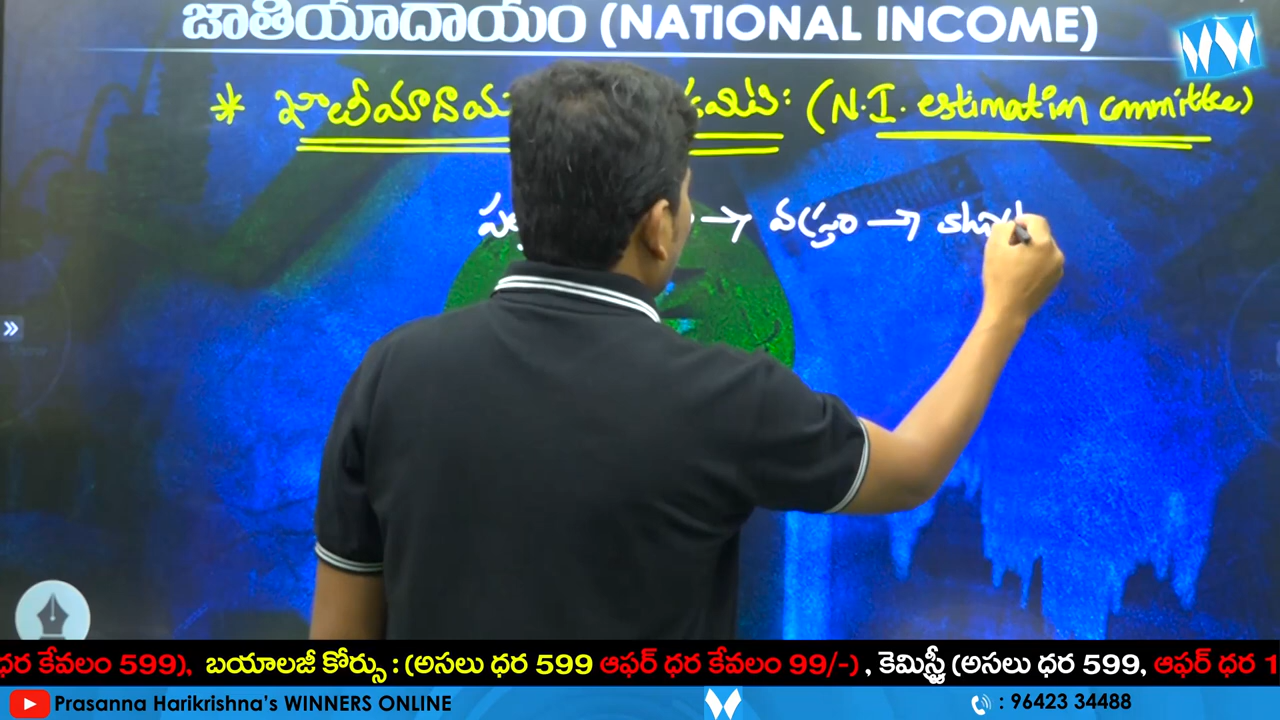 జాతీయాదాయం (NATIONAL INCOME)
* జాతీయాదాయ (N.I. estimation committee)
→ వస్త్రం →
ధర కేవలం 599), బయాలజీ కోర్సు : (అసలు ధర 599 ఆఫర్ ధర కేవలం 99/-) , కెమిస్ట్రీ (అసలు ధర 599, ఆఫర్ ధర 1
Prasanna Harikrishna's WINNERS ONLINE : 96423 34488